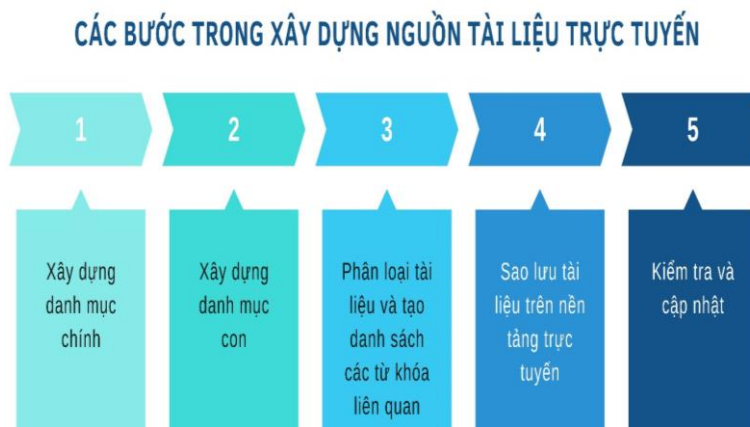 CÁC BƯỚC TRONG XÂY DỰNG NGUỒN TÀI LIỆU TRỰC TUYẾN
1
2
3
4
5
Xây dựng
danh mục
chính
Xây dựng
danh mục
con
Phân loại tài
liệu và tạo
danh sách
các từ khóa
liên quan
Sao lưu tài
liệu trên nền
tảng trực
tuyến
Kiểm tra và
cập nhật